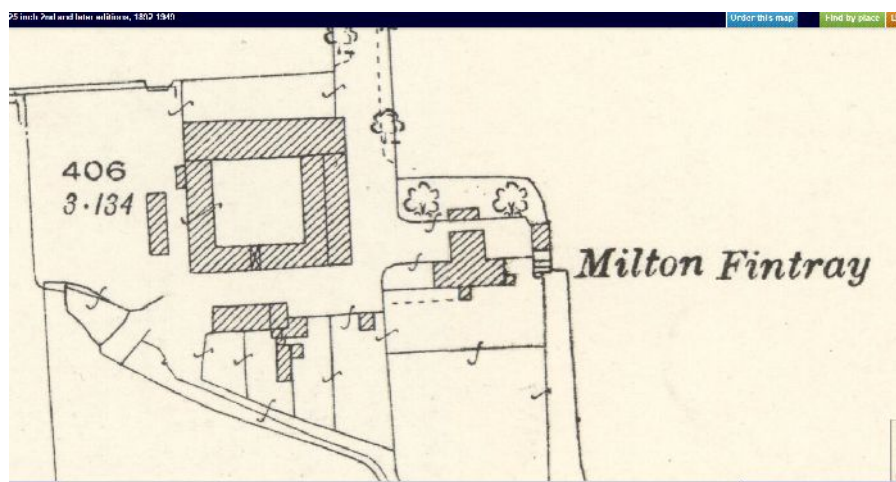 25 inch 2nd and later editions, 1892-1949
Order this map
Find by place
406
3·134
Milton Fintray